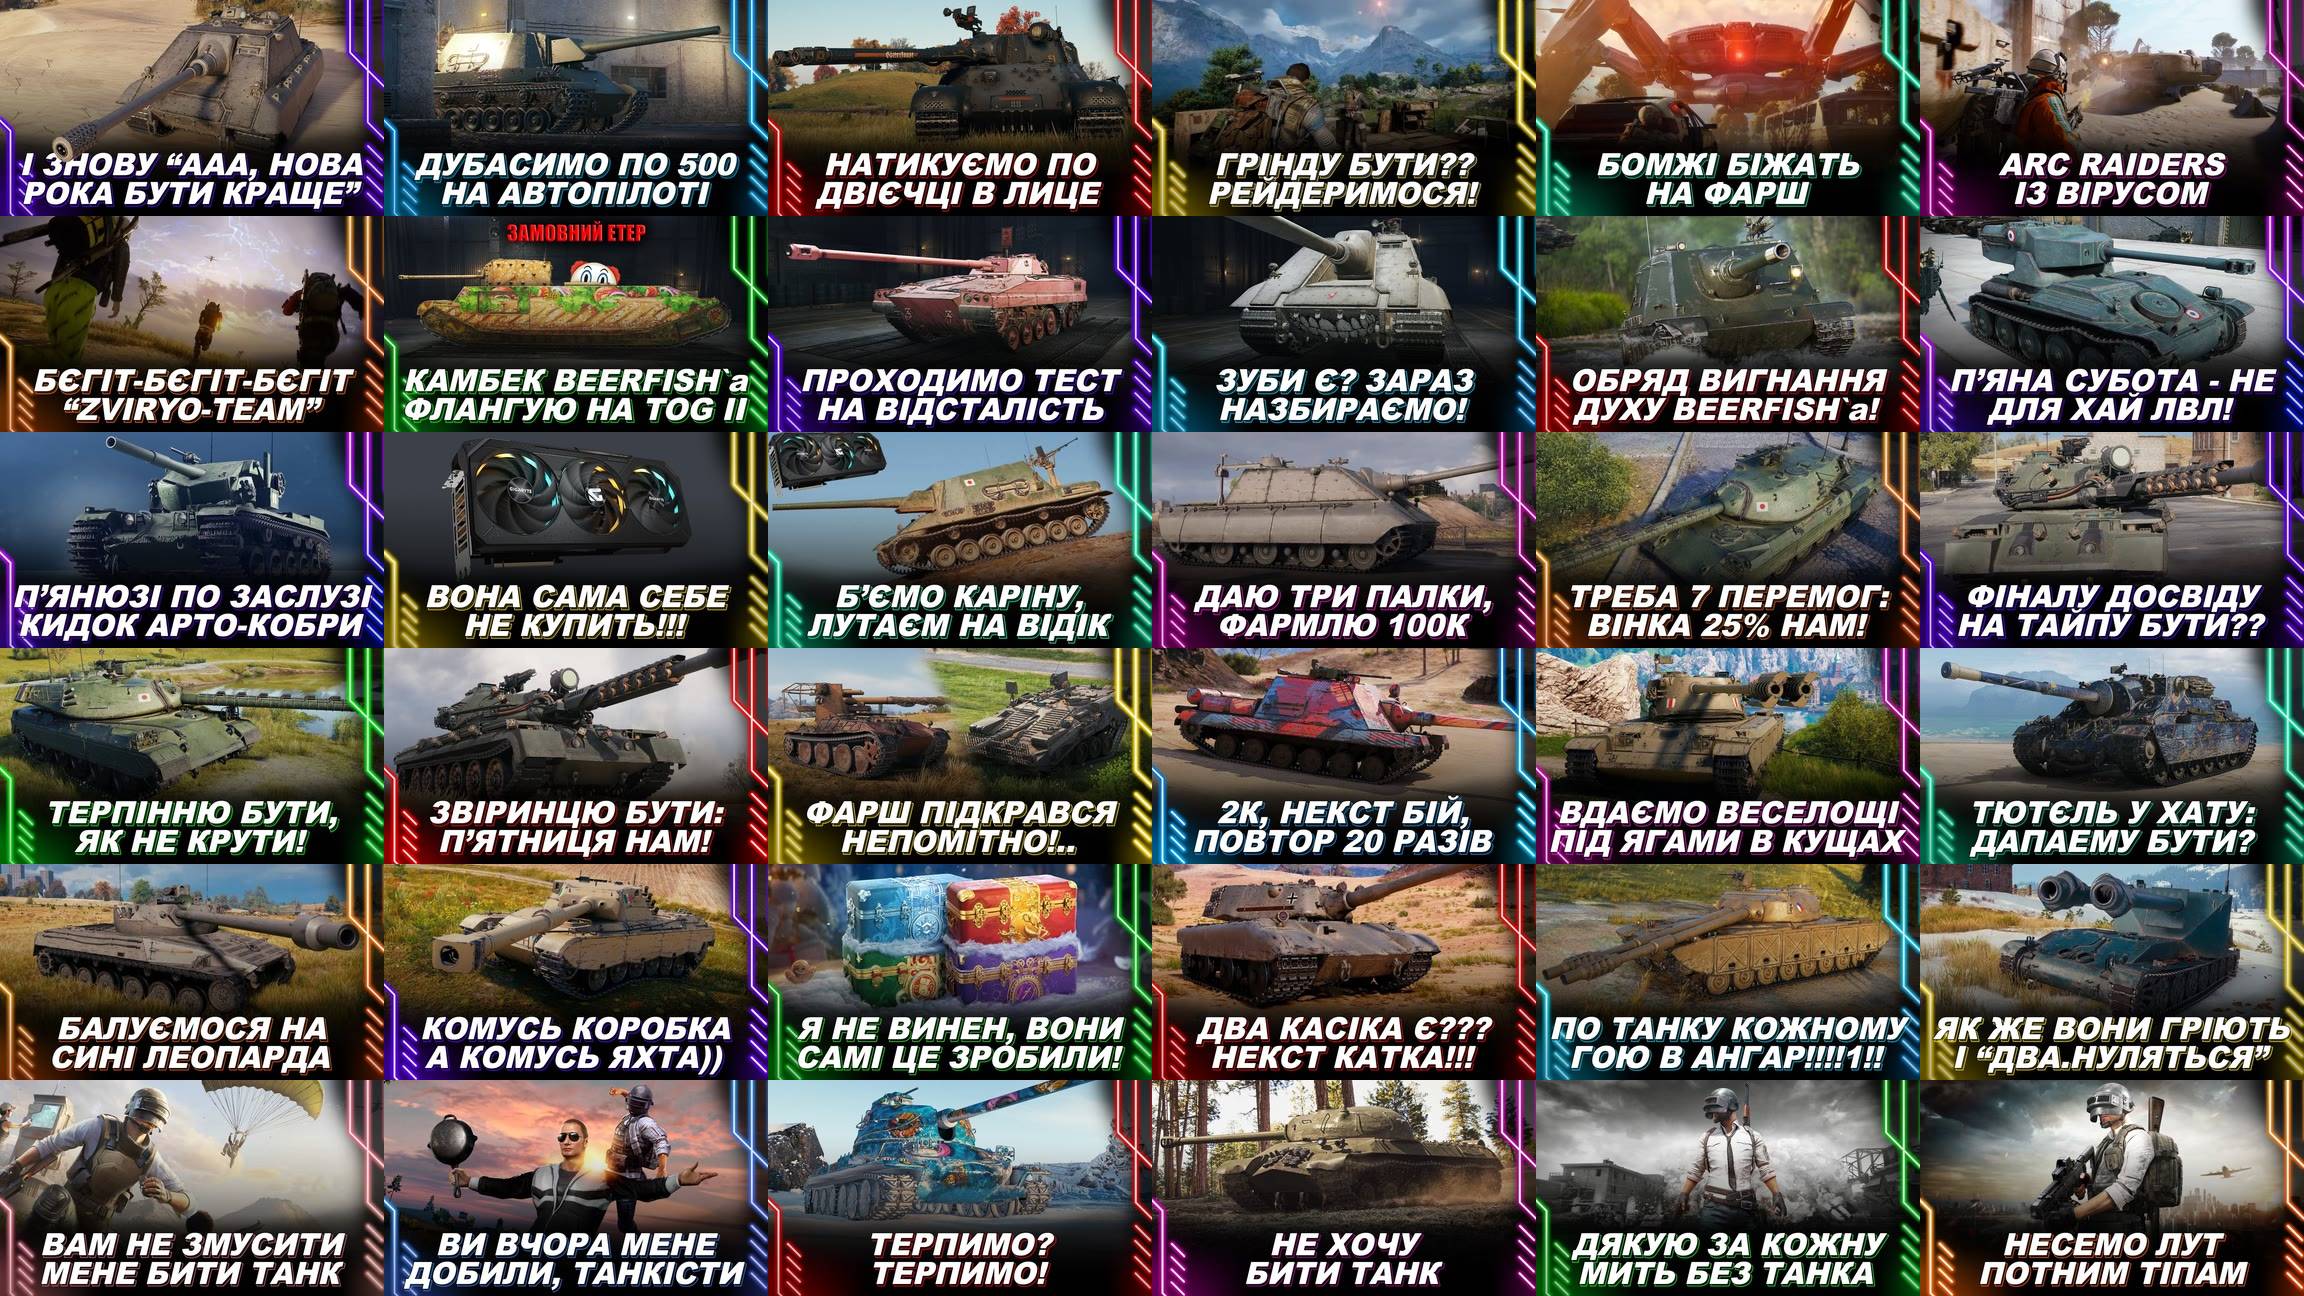 І ЗНОВУ “ААА, НОВА
РОКА БУТИ КРАЩЕ”
ДУБАСИМО ПО 500
НА АВТОПІЛОТІ
НАТИКУЄМО ПО
ДВІЄЧЦІ В ЛИЦЕ
ГРІНДУ БУТИ??
РЕЙДЕРИМОСЯ!
БОМЖІ БІЖАТЬ
НА ФАРШ
ARC RAIDERS
ІЗ ВІРУСОМ
БЄГІТ-БЄГІТ-БЄГІТ
“ZVIRYO-TEAM”
ЗАМОВНИЙ ЕТЕР
КАМБЕК BEERFISH`а
ФЛАНГУЮ НА TOG II
ПРОХОДИМО ТЕСТ
НА ВІДСТАЛІСТЬ
ЗУБИ Є? ЗАРАЗ
НАЗБИРАЄМО!
ОБРЯД ВИГНАННЯ
ДУХУ BEERFISH`а!
П’ЯНА СУБОТА - НЕ
ДЛЯ ХАЙ ЛВЛ!
П’ЯНЮЗІ ПО ЗАСЛУЗІ
КИДОК АРТО-КОБРИ
ВОНА САМА СЕБЕ
НЕ КУПИТЬ!!!
Б’ЄМО КАРІНУ,
ЛУТАЄМ НА ВІДІК
ДАЮ ТРИ ПАЛКИ,
ФАРМЛЮ 100К
ТРЕБА 7 ПЕРЕМОГ:
ВІНКА 25% НАМ!
ФІНАЛУ ДОСВІДУ
НА ТАЙПУ БУТИ??
ТЕРПІННЮ БУТИ,
ЯК НЕ КРУТИ!
ЗВІРИНЦЮ БУТИ:
П’ЯТНИЦЯ НАМ!
ФАРШ ПІДКРАВСЯ
НЕПОМІТНО!..
2К, НЕКСТ БІЙ,
ПОВТОР 20 РАЗІВ
ВДАЄМО ВЕСЕЛОЩІ
ПІД ЯГАМИ В КУЩАХ
ТЮТЄЛЬ У ХАТУ:
ДАПАЕМУ БУТИ?
БАЛУЄМОСЯ НА
СИНІ ЛЕОПАРДА
КОМУСЬ КОРОБКА
А КОМУСЬ ЯХТА))
Я НЕ ВИНЕН, ВОНИ
САМІ ЦЕ ЗРОБИЛИ!
ДВА КАСІКА Є???
НЕКСТ КАТКА!!!
ПО ТАНКУ КОЖНОМУ
ГОЮ В АНГАР!!!!1!!
ЯК ЖЕ ВОНИ ГРІЮТЬ
І “ДВА.НУЛЯТЬСЯ”
ВАМ НЕ ЗМУСИТИ
МЕНЕ БИТИ ТАНК
ВИ ВЧОРА МЕНЕ
ДОБИЛИ, ТАНКІСТИ
ТЕРПИМО?
ТЕРПИМО!
НЕ ХОЧУ
БИТИ ТАНК
ДЯКУЮ ЗА КОЖНУ
МИТЬ БЕЗ ТАНКА
НЕСЕМО ЛУТ
ПОТНИМ ТІПАМ